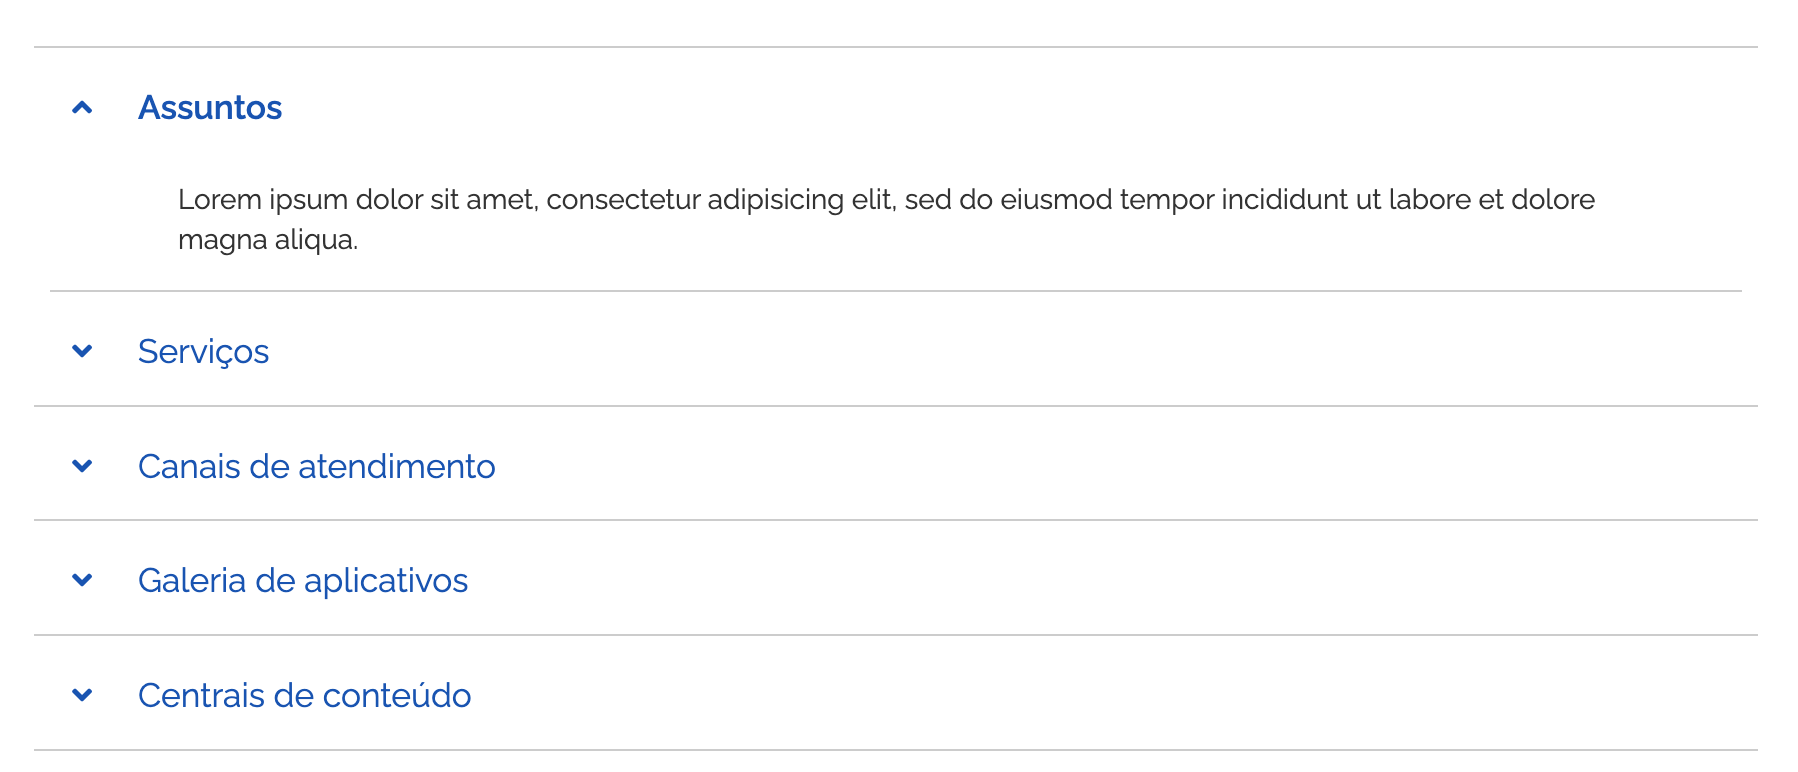 Assuntos
Lorem ipsum dolor sit amet, consectetur adipisicing elit, sed do eiusmod tempor incididunt ut labore et dolore
magna aliqua.
Serviços
Canais de atendimento
Galeria de aplicativos
Centrais de conteúdo